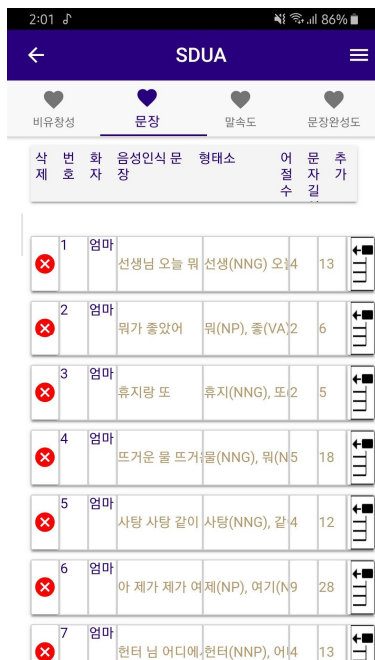 2:01 86%
SDUA
비유창성 문장 말속도 문장완성도
삭제 번호 화자 음성인식 문장 형태소 어절수 문자길 추가
1 엄마 선생님 오늘 뭐 선생(NNG) 4 13
2 엄마 뭐가 좋았어 뭐(NP), 좋(VA) 2 6
3 엄마 휴지랑 또 휴지(NNG), 또 2 5
4 엄마 뜨거운 물 뜨거 물(NNG), 뭐(N 5 18
5 엄마 사탕 사탕 같이 사탕(NNG), 같 4 12
6 엄마 아 제가 제가 여 제(NP), 여기(N 9 28
7 엄마 헌터 님 어디에 헌터(NNP), 어 4 13